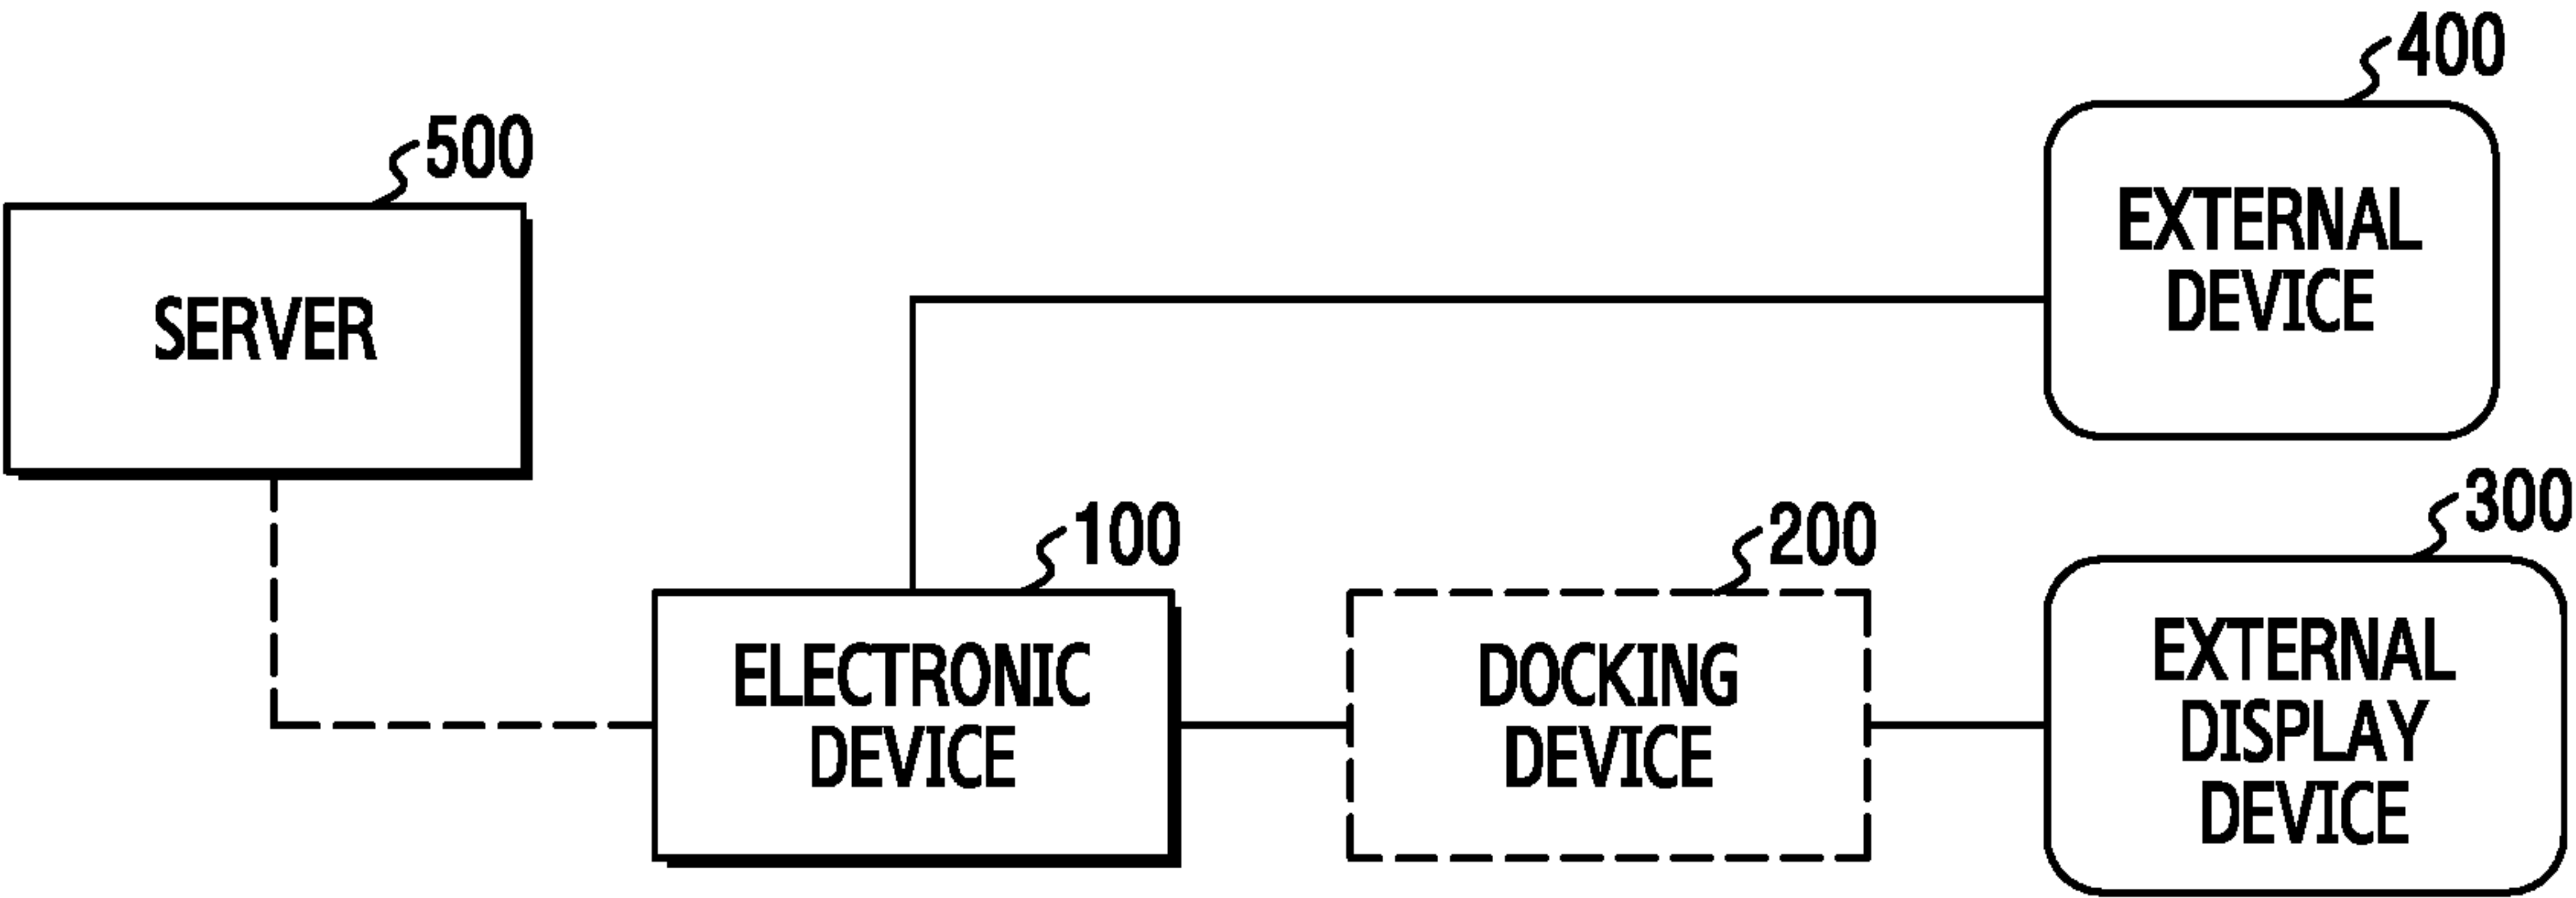 400
500
EXTERNAL
DEVICE
SERVER
300
100
200
ELECTRONIC
DEVICE
DOCKING
DEVICE
EXTERNAL
DISPLAY
DEVICE